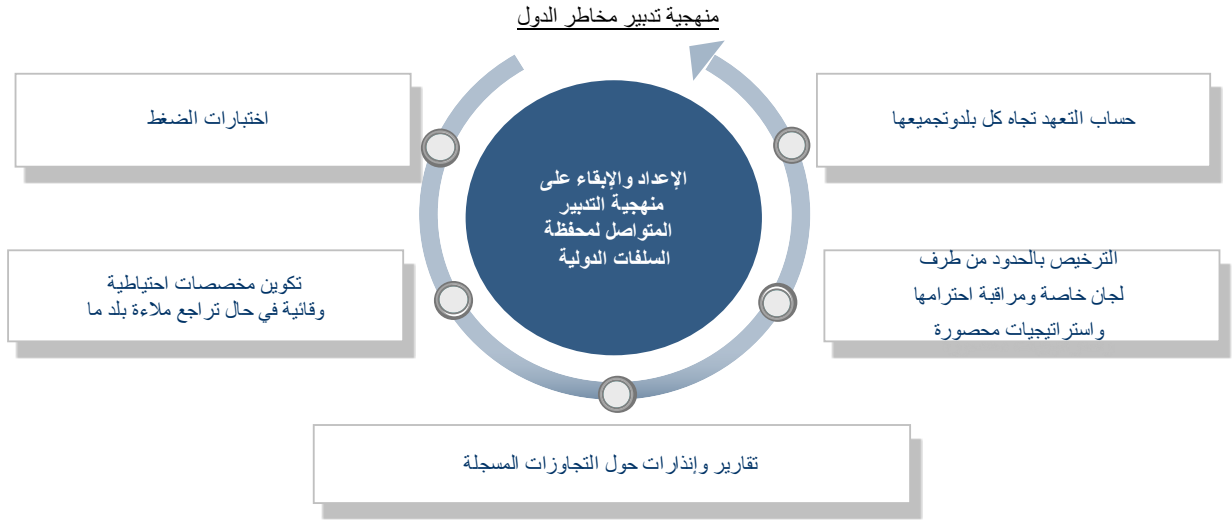 منهجية تدبير مخاطر الدول
حساب التعهد تجاه كل بلدوتجميعها
اختبارات الضغط
الإعداد والإبقاء على
منهجية التدبير
المتواصل لمحفظة
السلفات الدولية
الترخيص بالحدود من طرف
لجان خاصة ومراقبة احترامها
واستراتيجيات محصورة
تكوين مخصصات احتياطية
وقائية في حال تراجع ملاءة بلد ما
تقارير وإنذارات حول التجاوزات المسجلة